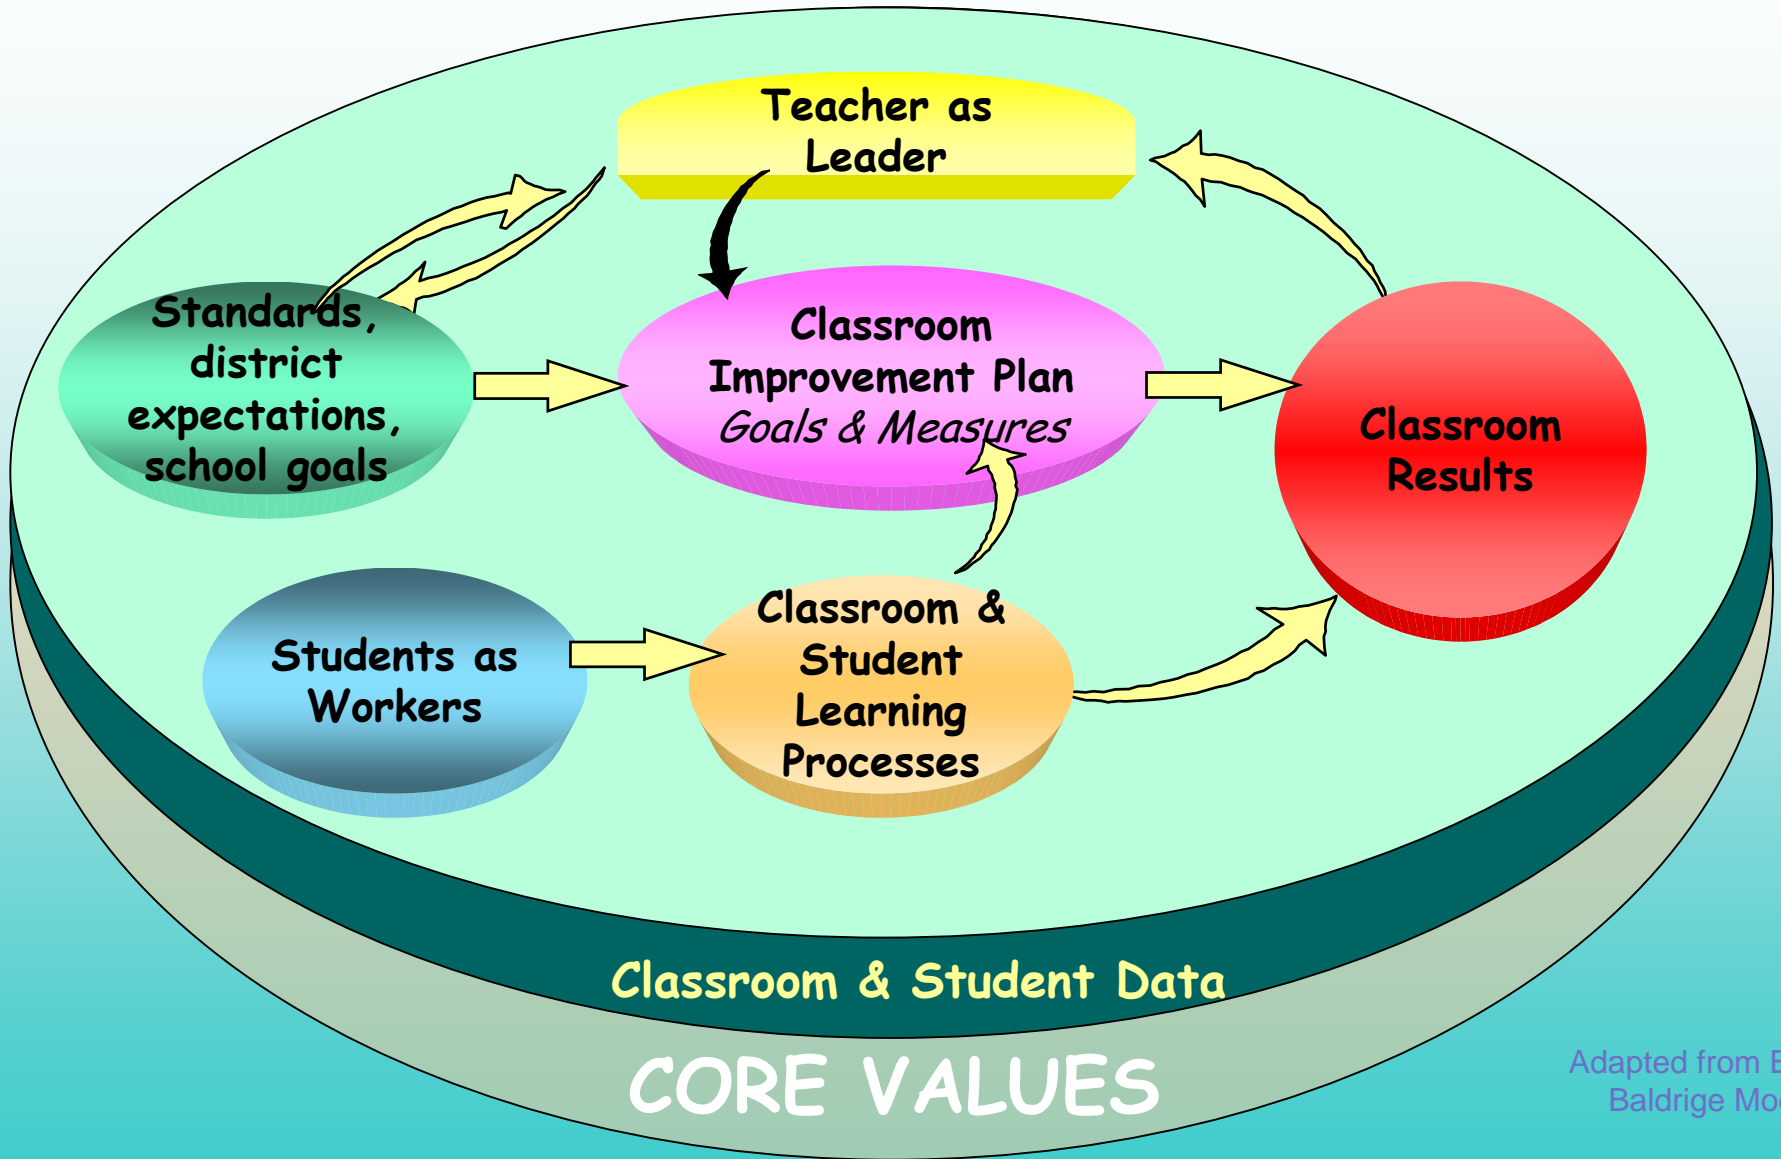 Teacher as
Leader
Standards,
district
expectations,
school goals
Classroom
Improvement Plan
Goals & Measures
Classroom
Results
Students as
Workers
Classroom &
Student
Learning
Processes
Classroom & Student Data
CORE VALUES
Adapted from
Baldrige